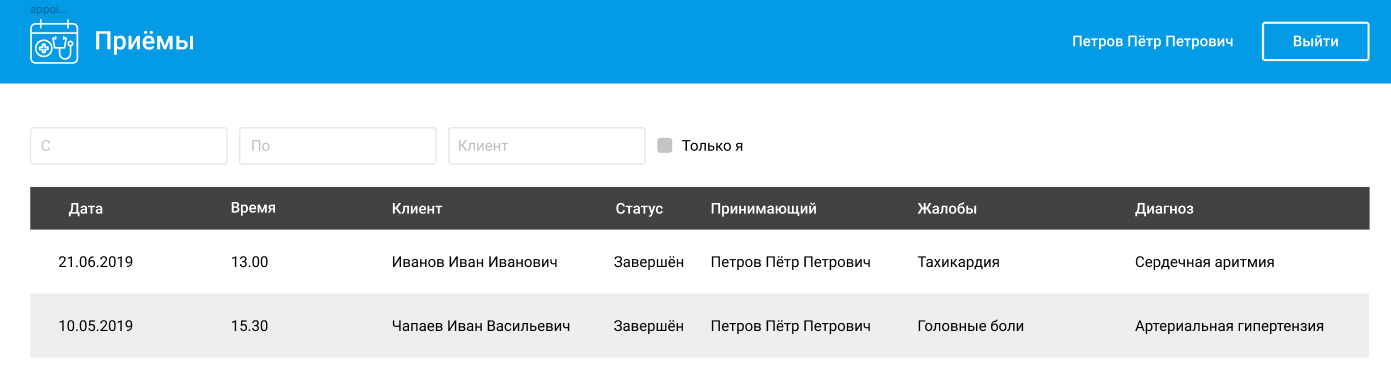 appoi...
Приёмы
Петров Пётр Петрович Выйти
С По Клиент Только я
Дата Время Клиент Статус Принимающий Жалобы Диагноз
21.06.2019 13.00 Иванов Иван Иванович Завершён Петров Пётр Петрович Тахикардия Сердечная аритмия
10.05.2019 15.30 Чапаев Иван Васильевич Завершён Петров Пётр Петрович Головные боли Артериальная гипертензия